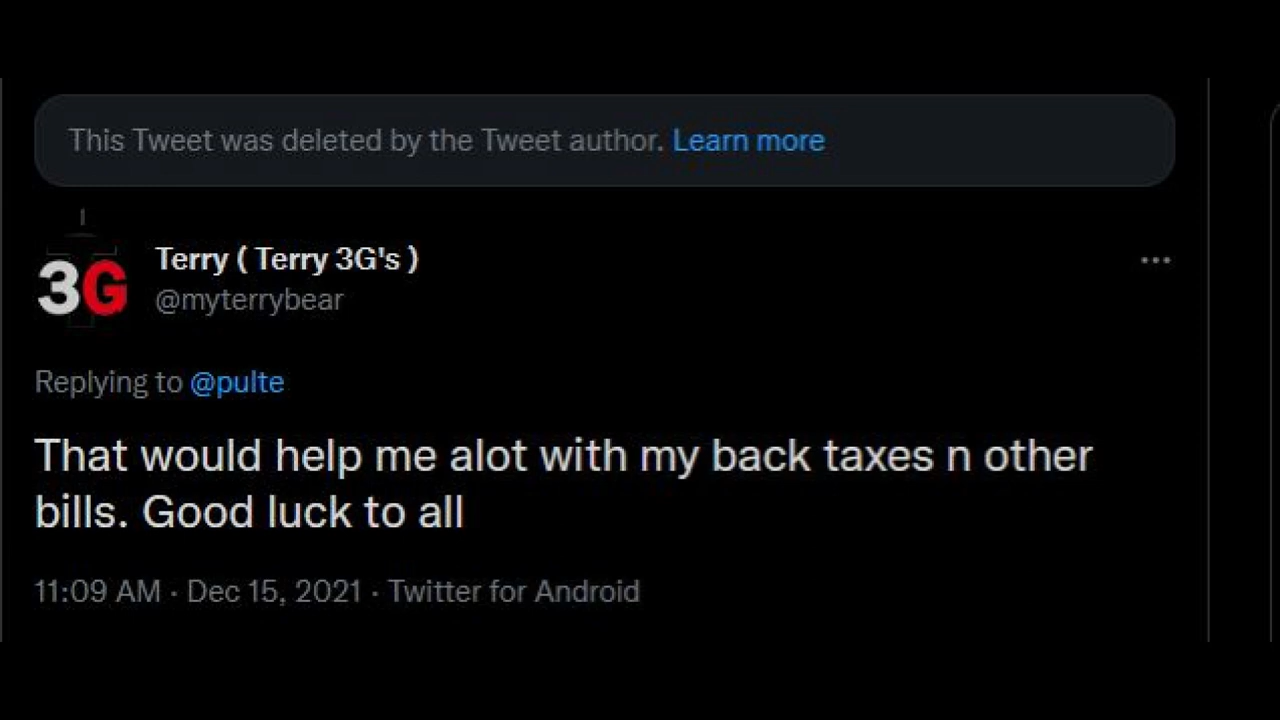 This Tweet was deleted by the Tweet author. Learn more
3G
Terry ( Terry 3G's )
@myterrybear
Replying to @pulte
That would help me alot with my back taxes n other
bills. Good luck to all
11:09 AM · Dec 15, 2021 · Twitter for Android